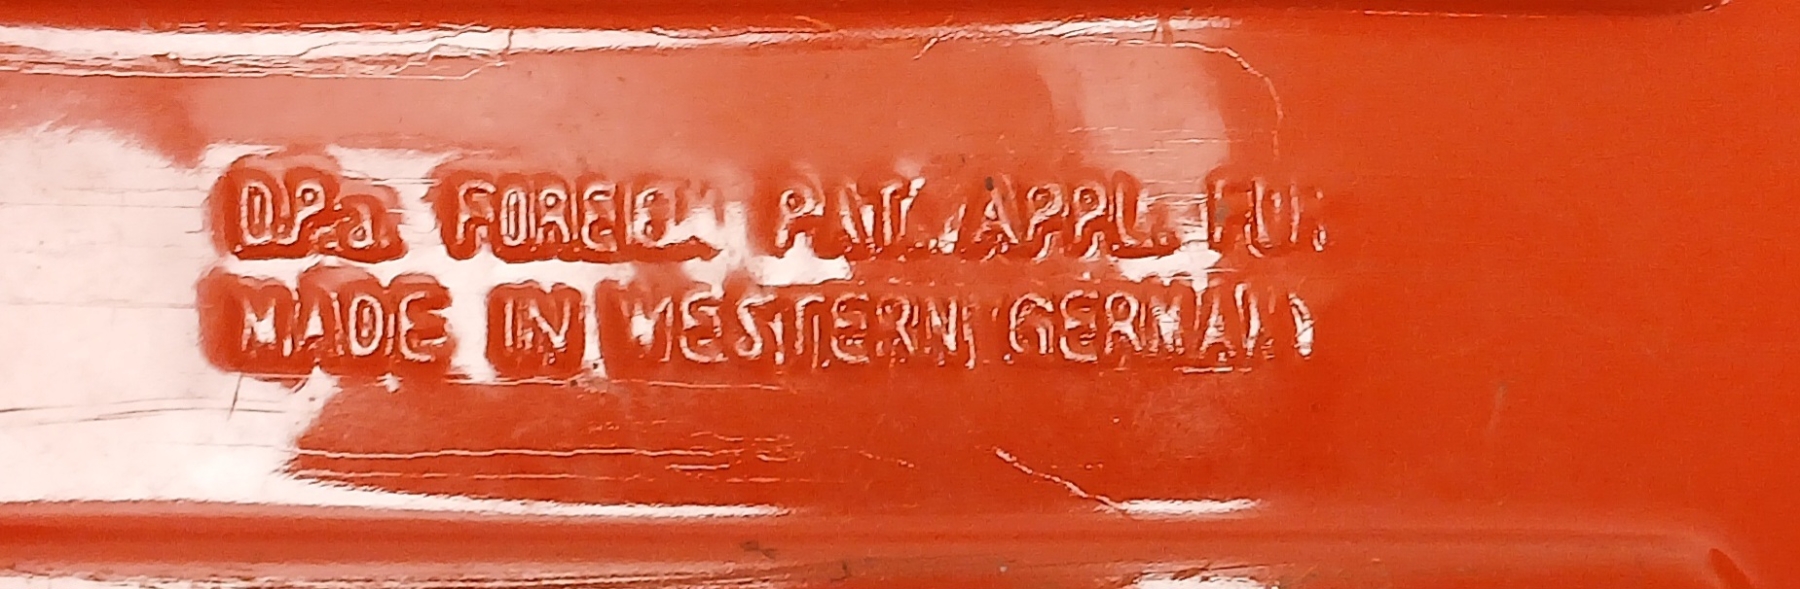 D.P.a. FOREIGN PAT. APPL. FOR
MADE IN WESTERN GERMANY